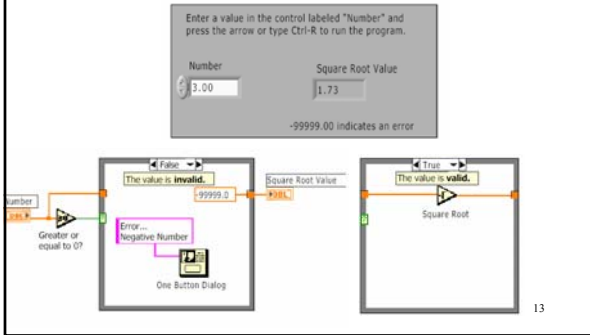 Enter a value in the control labeled "Number" and
press the arrow or type Ctrl-R to run the program.
Number
Square Root Value
3.00
1.73
-99999.00 indicates an error
False
The value is invalid.
Number
-99999.0
Square Root Value
DBL
Greater or
equal to 0?
Error...
Negative Number
One Button Dialog
True
The value is valid.
Square Root
13